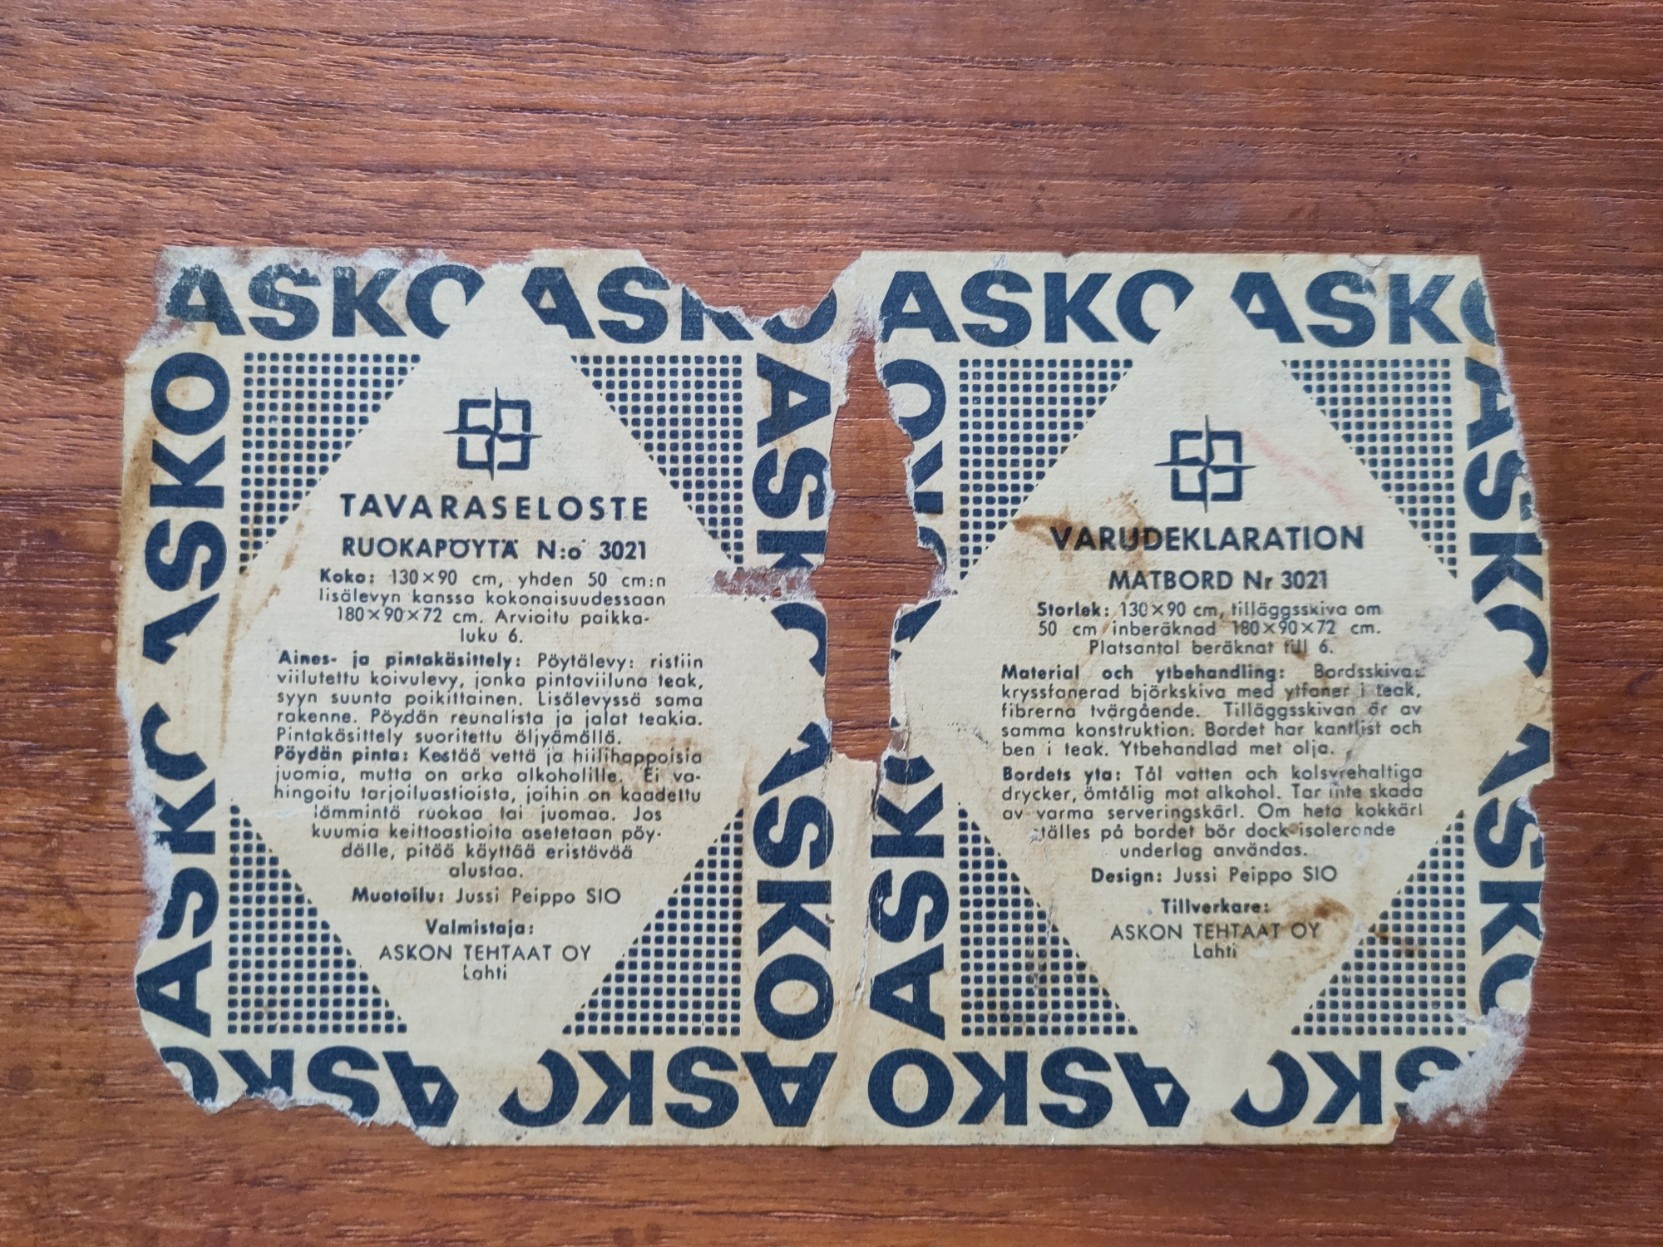 ASKO ASKO ASKO ASKO
ASKO ASKO
ASKO ASKO
ASKO ASKO
TAVARASELOSTE
RUOKAPÖYTÄ N:o 3021
Koko: 130×90 cm, yhden 50 cm:n
lisälevyn kanssa kokonaisuudessaan
180×90×72 cm. Arvioitu paikka-
luku 6.
Aines- ja pintakäsittely: Pöytälevy: ristiin
viilutettu koivulevy, jonka pintaviiluna teak,
syyn suunta poikittainen. Lisälevyssä sama
rakenne. Pöydän reunalista ja jalat teakia.
Pintakäsittely suoritettu öljyämällä.
Pöydän pinta: Kestää vettä ja hiilihappoisia
juomia, mutta on arka alkoholille. Ei va-
hingoitu tarjoiluastioista, joihin on kaadettu
lämmintä ruokaa tai juomaa. Jos
kuumia keittoastioita asetetaan pöy-
dälle, pitää käyttää eristävää
alustaa.
Muotoilu: Jussi Peippo SIO
Valmistaja:
ASKON TEHTAAT OY
Lahti
VARUDEKLARATION
MATBORD Nr 3021
Storlek: 130×90 cm, tilläggsskiva om
50 cm inberäknad 180×90×72 cm.
Platsantal beräknat till 6.
Material och ytbehandling: Bordsskiva:
kryssfanerad björkskiva med ytfaner i teak,
fibrerna tvärgående. Tilläggsskivan är av
samma konstruktion. Bordet har kantlist och
ben i teak. Ytbehandlad met olja.
Bordets yta: Tål vatten och kolsyrehaltiga
drycker, ömtålig mot alkohol. Tar inte skada
av varma serveringskärl. Om heta kokkärl
ställes på bordet bör dock isolerande
underlag användas.
Design: Jussi Peippo SIO
Tillverkare:
ASKON TEHTAAT OY
Lahti
ASKO ASKO ASKO ASKO